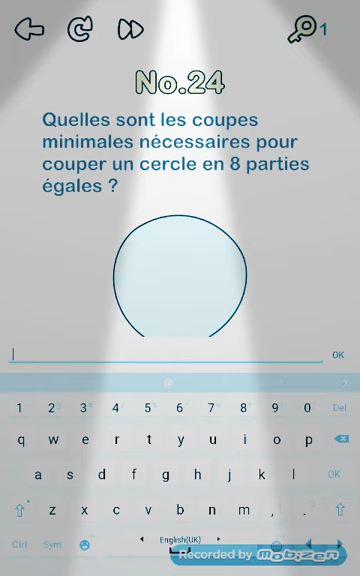 1
No.24
Quelles sont les coupes
minimales nécessaires pour
couper un cercle en 8 parties
égales ?
OK
1 2 3 4 5 6 7 8 9 0 Del
q w e r t y u i o p
a s d f g h j k l OK
z x c v b n m , .
Ctrl Sym English(UK)
Recorded by mobizen